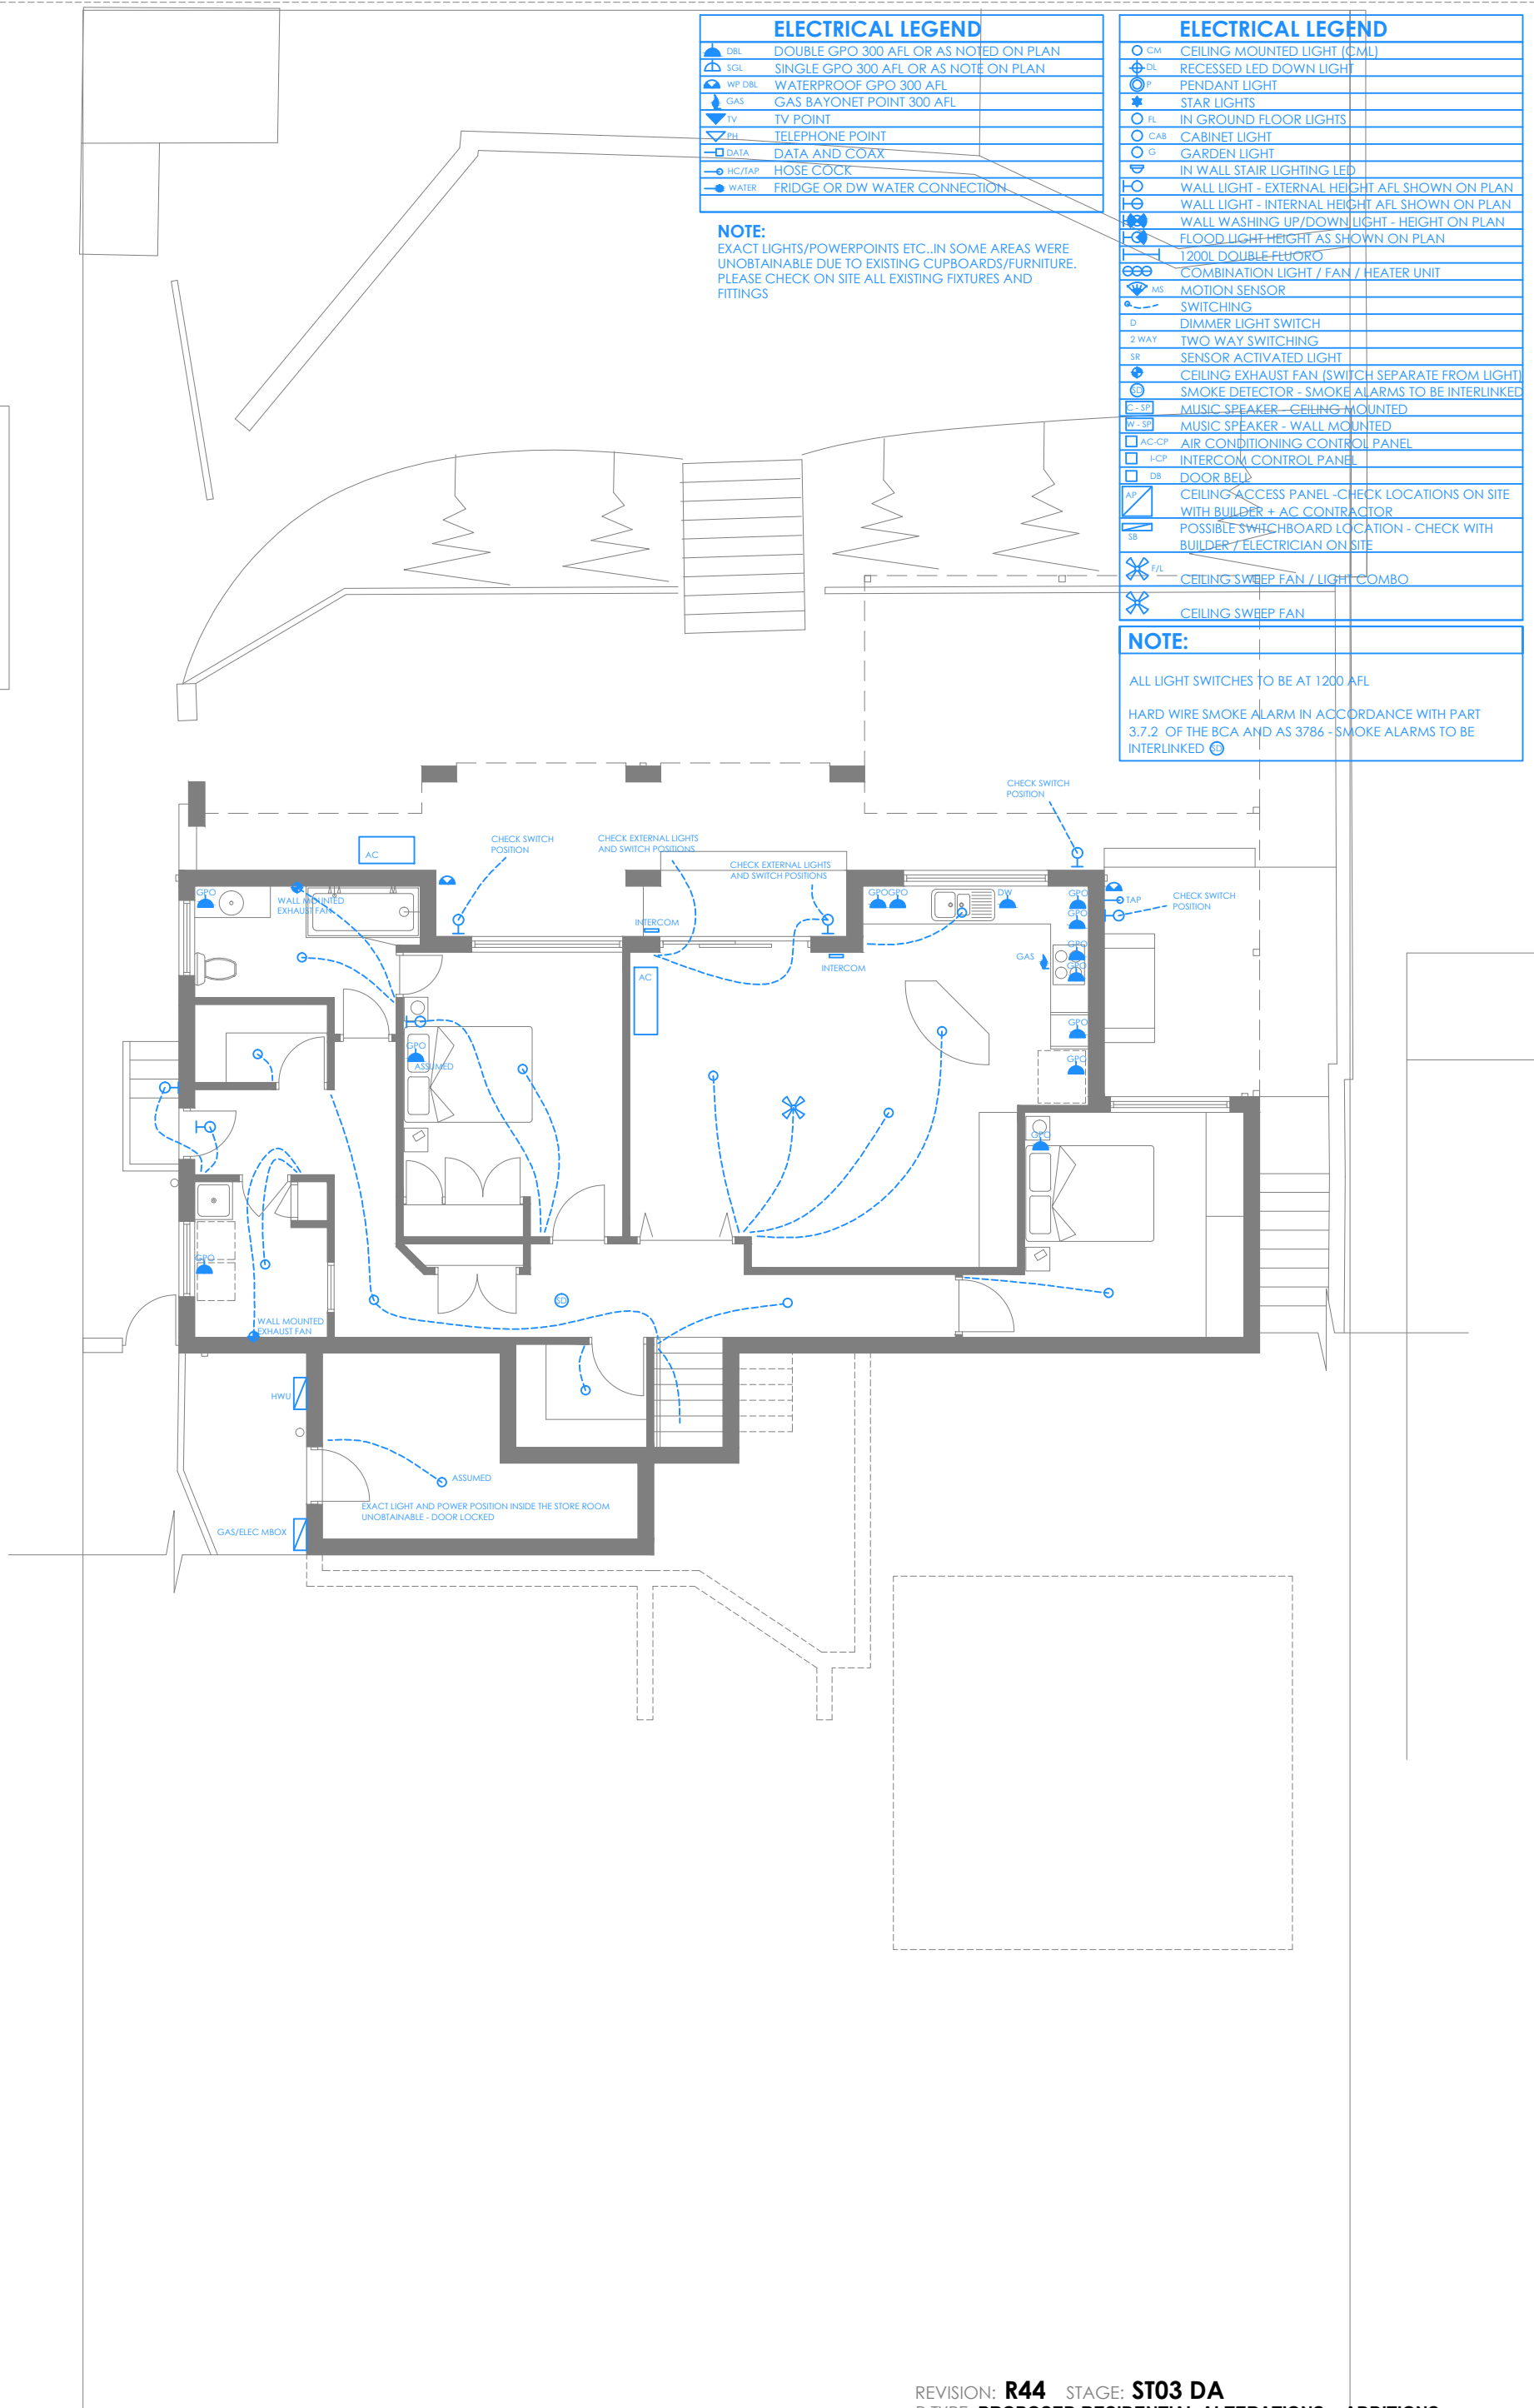 ELECTRICAL LEGEND
DBL DOUBLE GPO 300 AFL OR AS NOTED ON PLAN
SGL SINGLE GPO 300 AFL OR AS NOTE ON PLAN
WP DBL WATERPROOF GPO 300 AFL
GAS GAS BAYONET POINT 300 AFL
TV TV POINT
PH TELEPHONE POINT
DATA DATA AND COAX
HC/TAP HOSE COCK
WATER FRIDGE OR DW WATER CONNECTION
NOTE:
EXACT LIGHTS/POWERPOINTS ETC..IN SOME AREAS WERE
UNOBTAINABLE DUE TO EXISTING CUPBOARDS/FURNITURE.
PLEASE CHECK ON SITE ALL EXISTING FIXTURES AND
FITTINGS
ELECTRICAL LEGEND
CM CEILING MOUNTED LIGHT (CML)
DL RECESSED LED DOWN LIGHT
P PENDANT LIGHT
STAR LIGHTS
FL IN GROUND FLOOR LIGHTS
CAB CABINET LIGHT
G GARDEN LIGHT
IN WALL STAIR LIGHTING LED
WALL LIGHT - EXTERNAL HEIGHT AFL SHOWN ON PLAN
WALL LIGHT - INTERNAL HEIGHT AFL SHOWN ON PLAN
WALL WASHING UP/DOWN LIGHT - HEIGHT ON PLAN
FLOOD LIGHT HEIGHT AS SHOWN ON PLAN
1200L DOUBLE FLUORO
COMBINATION LIGHT / FAN / HEATER UNIT
MS MOTION SENSOR
SWITCHING
D DIMMER LIGHT SWITCH
2 WAY TWO WAY SWITCHING
SR SENSOR ACTIVATED LIGHT
CEILING EXHAUST FAN (SWITCH SEPARATE FROM LIGHT)
SD SMOKE DETECTOR - SMOKE ALARMS TO BE INTERLINKED
C - SP MUSIC SPEAKER - CEILING MOUNTED
W - SP MUSIC SPEAKER - WALL MOUNTED
AC-CP AIR CONDITIONING CONTROL PANEL
I-CP INTERCOM CONTROL PANEL
DB DOOR BELL
AP CEILING ACCESS PANEL -CHECK LOCATIONS ON SITE
WITH BUILDER + AC CONTRACTOR
SB POSSIBLE SWITCHBOARD LOCATION - CHECK WITH
BUILDER / ELECTRICIAN ON SITE
F/L CEILING SWEEP FAN / LIGHT COMBO
CEILING SWEEP FAN
NOTE:
ALL LIGHT SWITCHES TO BE AT 1200 AFL
HARD WIRE SMOKE ALARM IN ACCORDANCE WITH PART
3.7.2 OF THE BCA AND AS 3786 - SMOKE ALARMS TO BE
INTERLINKED SD
CHECK SWITCH
POSITION
CHECK SWITCH
POSITION
CHECK EXTERNAL LIGHTS
AND SWITCH POSITIONS
CHECK EXTERNAL LIGHTS
AND SWITCH POSITIONS
AC
GPO
WALL MOUNTED
EXHAUST FAN
INTERCOM
INTERCOM
GPO GPO
DW
GPO
GPO
GPO
GPO
GPO
GPO
GAS
TAP
CHECK SWITCH
POSITION
AC
GPO
ASSUMED
GPO
GPO
WALL MOUNTED
EXHAUST FAN
SD
HWU
ASSUMED
EXACT LIGHT AND POWER POSITION INSIDE THE STORE ROOM
UNOBTAINABLE - DOOR LOCKED
GAS/ELEC MBOX
REVISION: R44 STAGE: ST03 DA